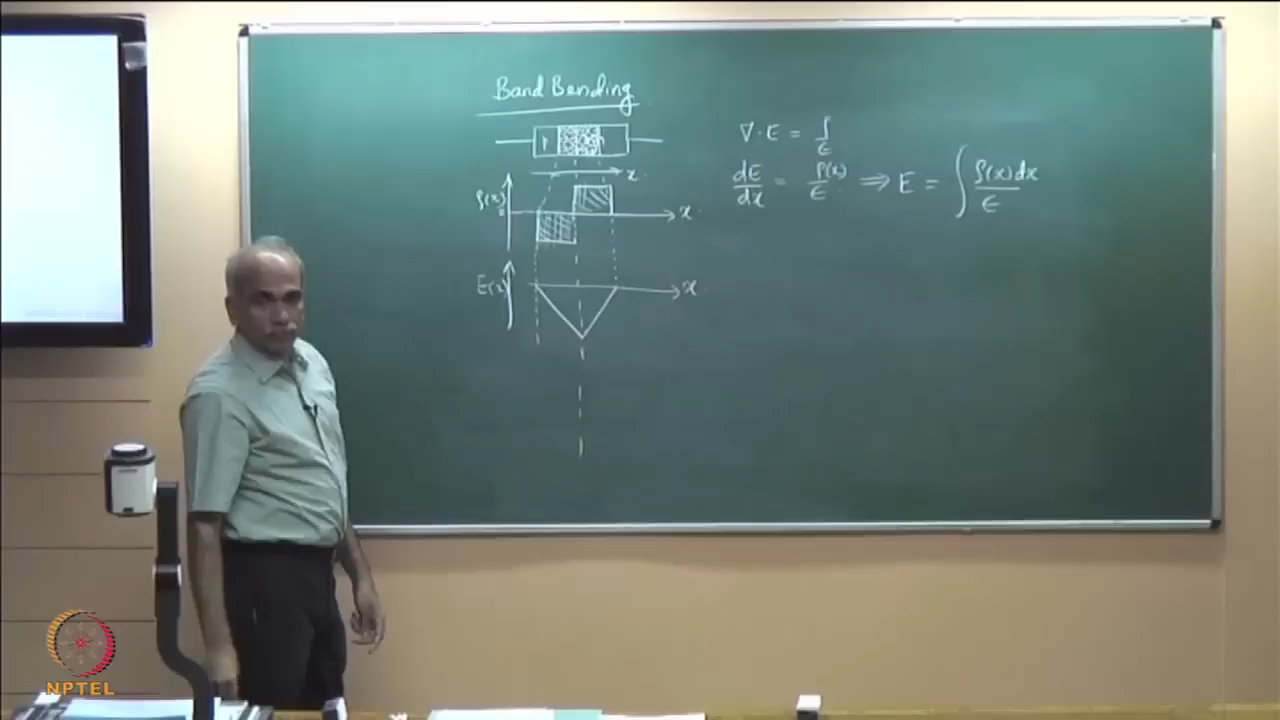 Band Bending
p
x
ρ(x)
x
E(x)
x
∇·E = ρ/ϵ
dE/dx = ρ(x)/ϵ ⇒ E = ∫ ρ(x)dx/ϵ
NPTEL